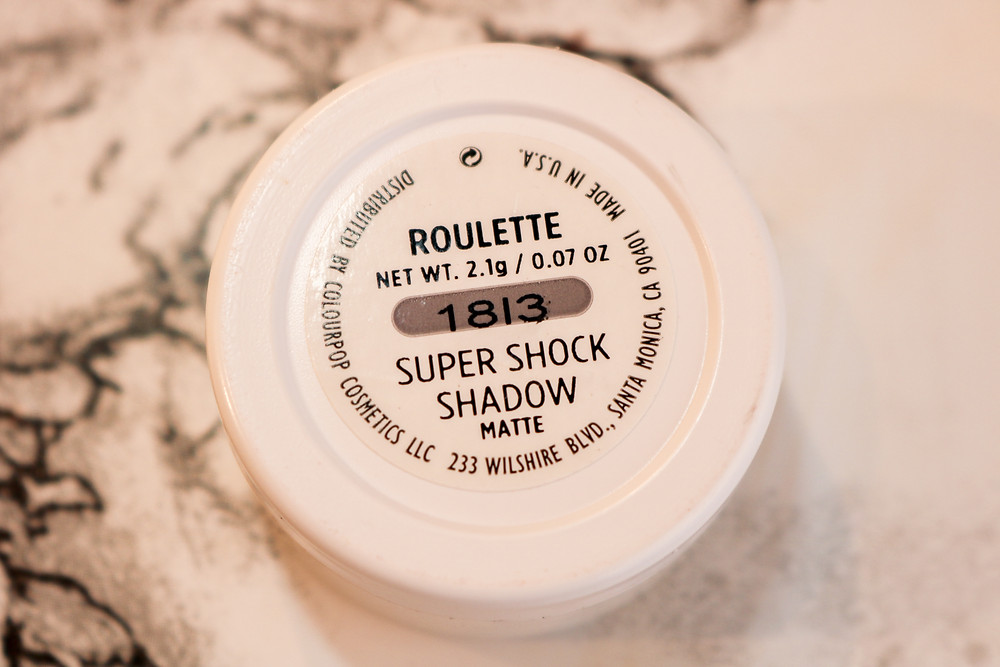 ROULETTE
NET WT. 2.1g / 0.07 OZ
1813
SUPER SHOCK
SHADOW
MATTE
DISTRIBUTED BY COLOURPOP COSMETICS LLC 233 WILSHIRE BLVD., SANTA MONICA, CA 90401 MADE IN U.S.A.